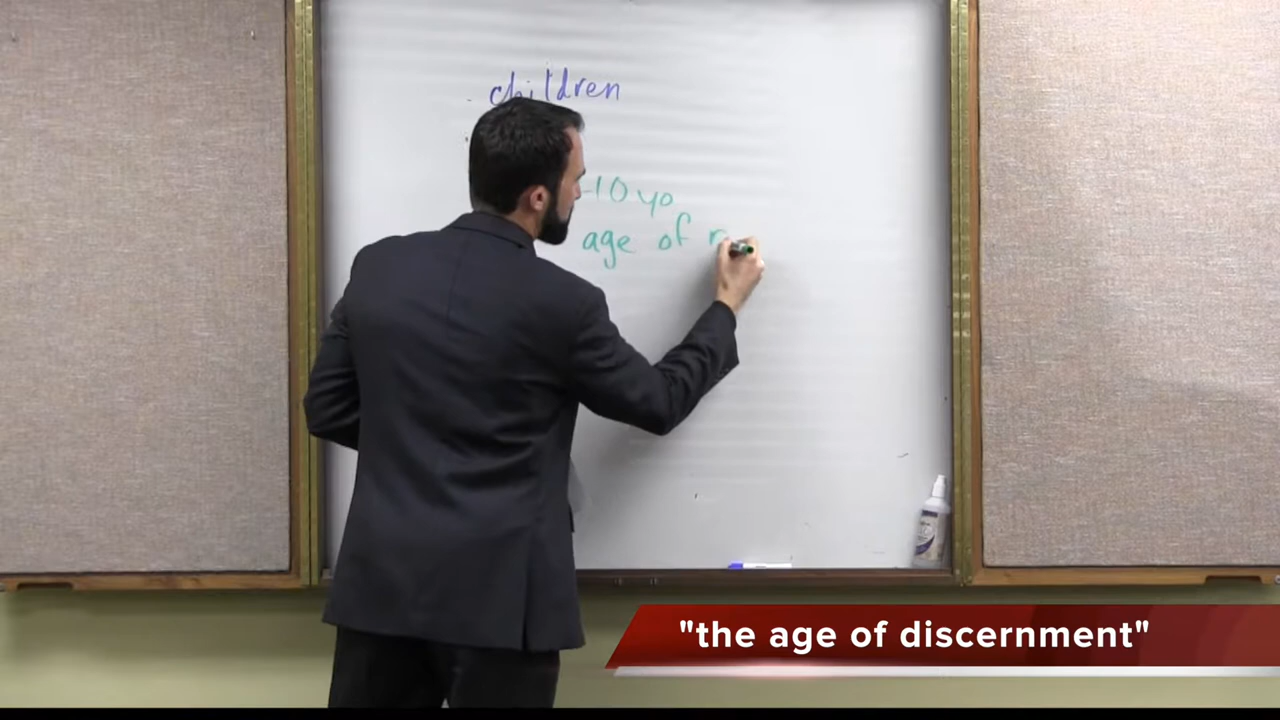 children
-10 yo
age of
"the age of discernment"